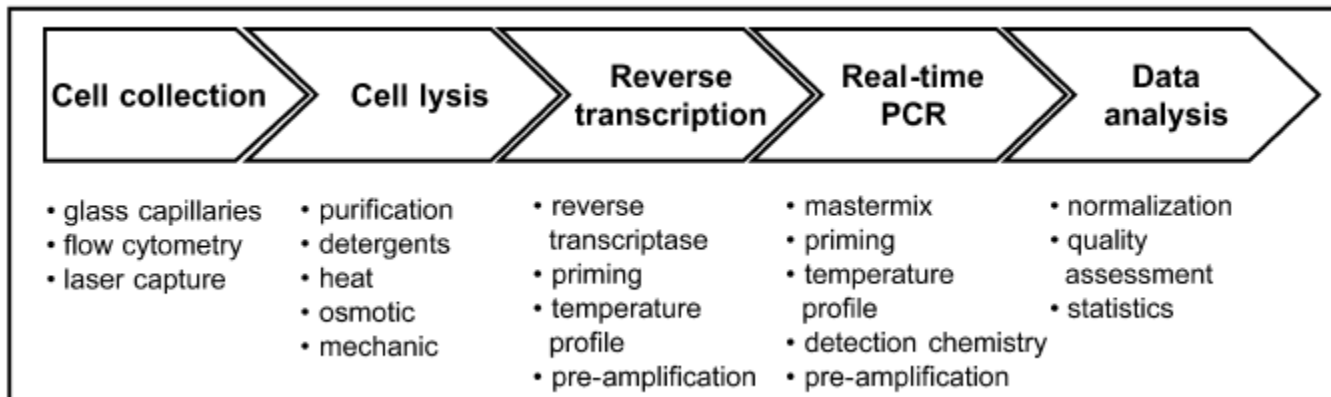 Cell collection
Cell lysis
Reverse
transcription
Real-time
PCR
Data
analysis
• glass capillaries
• flow cytometry
• laser capture
• purification
• detergents
• heat
• osmotic
• mechanic
• reverse
transcriptase
• priming
• temperature
profile
• pre-amplification
• mastermix
• priming
• temperature
profile
• detection chemistry
• pre-amplification
• normalization
• quality
assessment
• statistics